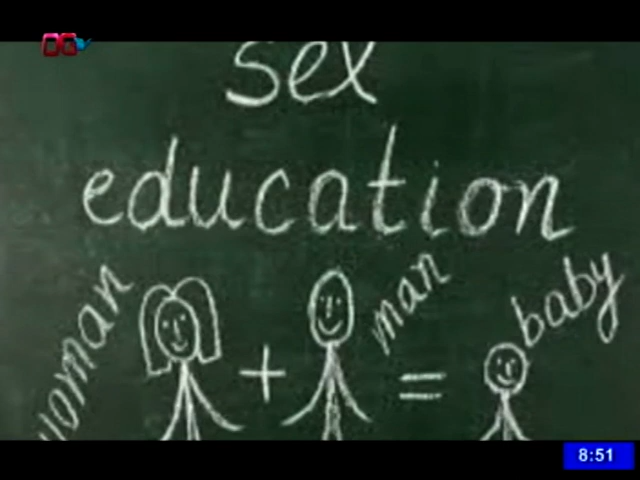 sex
education
woman
man
baby
+
=
8:51